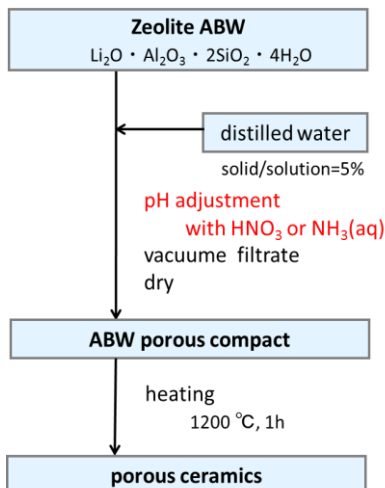 Zeolite ABW
Li₂O・Al₂O₃・2SiO₂・4H₂O
distilled water
solid/solution=5%
pH adjustment
with HNO₃ or NH₃(aq)
vacuume filtrate
dry
ABW porous compact
heating
1200 ℃, 1h
porous ceramics